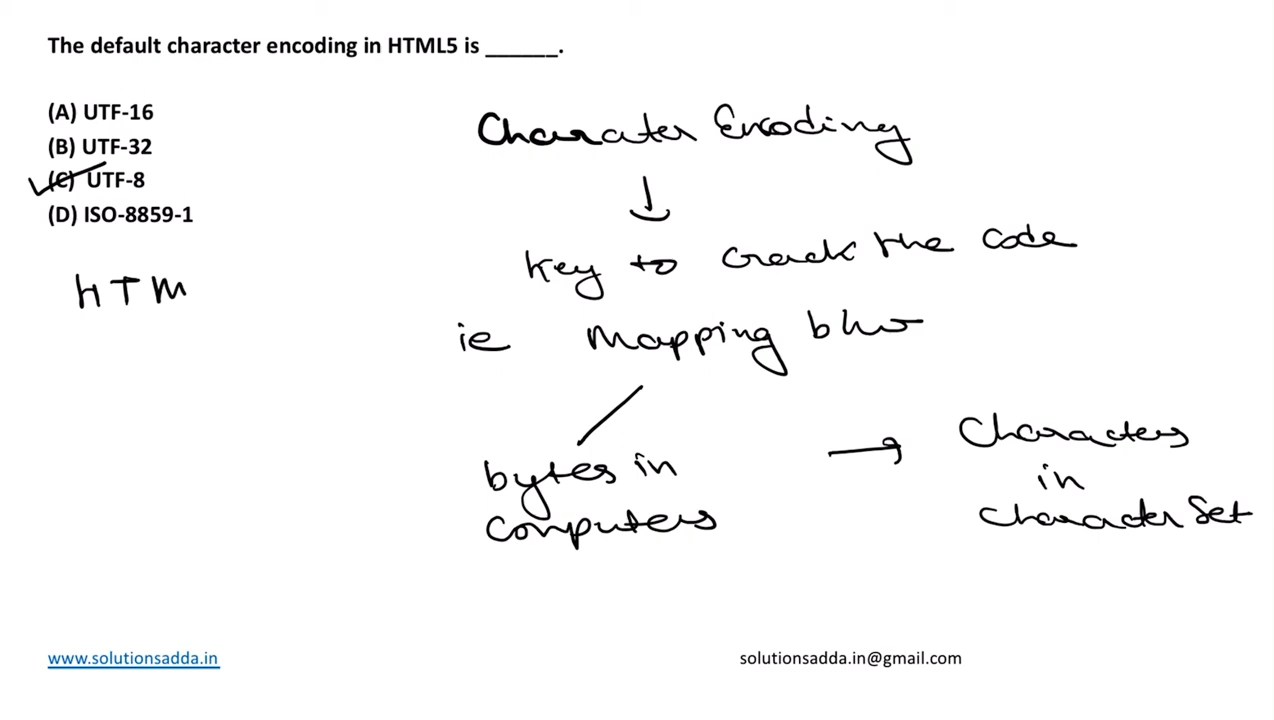 The default character encoding in HTML5 is ______.
(A) UTF-16
(B) UTF-32
(C) UTF-8
(D) ISO-8859-1
HTM
Charater Encoding
key to crack the code
ie Mapping b/w
bytes in
computers
Characters
in
character Set
www.solutionsadda.in
solutionsadda.in@gmail.com